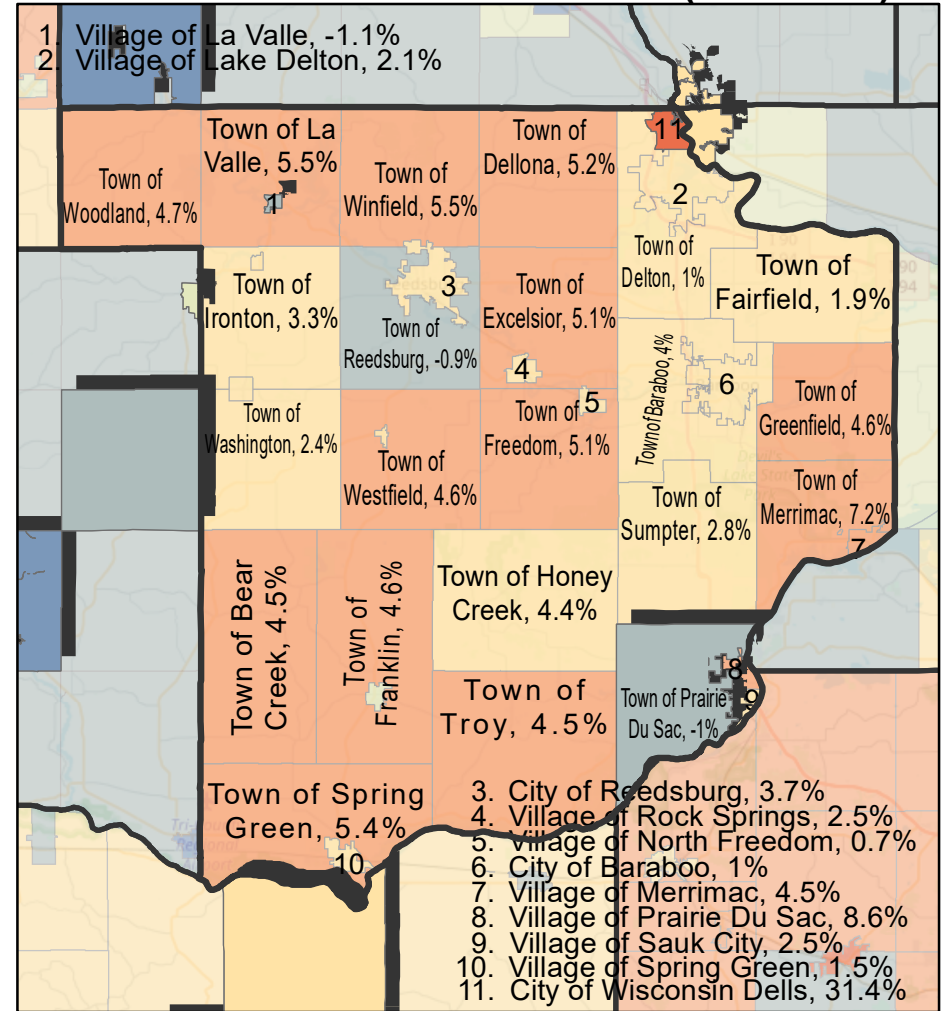 1. Village of La Valle, -1.1%
2. Village of Lake Delton, 2.1%
Town of La
Valle, 5.5%
Town of
Dellona, 5.2%
11
Town of
Woodland, 4.7%
Town of
Winfield, 5.5%
1
2
Town of
Delton, 1%
Town of
Fairfield, 1.9%
Town of
Ironton, 3.3%
3
Town of
Reedsburg, -0.9%
Town of
Excelsior, 5.1%
4
Town of Baraboo, 4%
6
Town of
Greenfield, 4.6%
Town of
Washington, 2.4%
Town of
Westfield, 4.6%
5
Town of
Freedom, 5.1%
Town of
Sumpter, 2.8%
Town of
Merrimac, 7.2%
7
Town of Bear
Creek, 4.5%
Town of
Franklin, 4.6%
Town of Honey
Creek, 4.4%
Town of
Troy, 4.5%
8
9
Town of Prairie
Du Sac, -1%
Town of Spring
Green, 5.4%
10
3. City of Reedsburg, 3.7%
4. Village of Rock Springs, 2.5%
5. Village of North Freedom, 0.7%
6. City of Baraboo, 1%
7. Village of Merrimac, 4.5%
8. Village of Prairie Du Sac, 8.6%
9. Village of Sauk City, 2.5%
10. Village of Spring Green, 1.5%
11. City of Wisconsin Dells, 31.4%